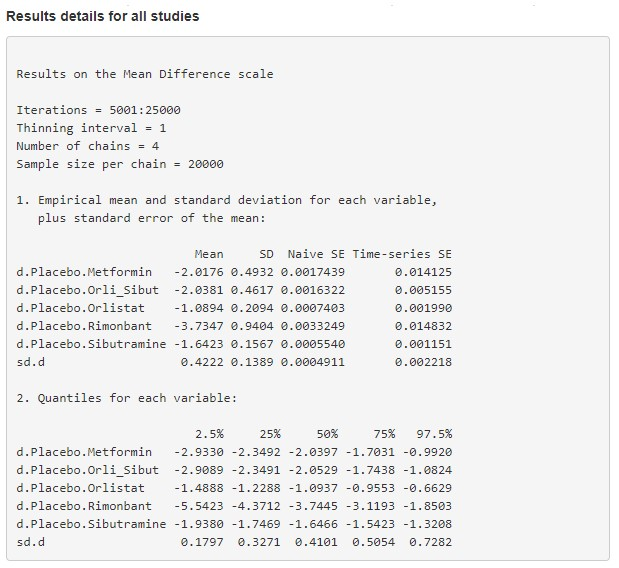 Results details for all studies
Results on the Mean Difference scale
Iterations = 5001:25000
Thinning interval = 1
Number of chains = 4
Sample size per chain = 20000
1. Empirical mean and standard deviation for each variable,
plus standard error of the mean:
Mean SD Naive SE Time-series SE
d.Placebo.Metformin -2.0176 0.4932 0.0017439 0.014125
d.Placebo.Orli_Sibut -2.0381 0.4617 0.0016322 0.005155
d.Placebo.Orlistat -1.0894 0.2094 0.0007403 0.001990
d.Placebo.Rimonbant -3.7347 0.9404 0.0033249 0.014832
d.Placebo.Sibutramine -1.6423 0.1567 0.0005540 0.001151
sd.d 0.4222 0.1389 0.0004911 0.002218
2. Quantiles for each variable:
2.5% 25% 50% 75% 97.5%
d.Placebo.Metformin -2.9330 -2.3492 -2.0397 -1.7031 -0.9920
d.Placebo.Orli_Sibut -2.9089 -2.3491 -2.0529 -1.7438 -1.0824
d.Placebo.Orlistat -1.4888 -1.2288 -1.0937 -0.9553 -0.6629
d.Placebo.Rimonbant -5.5423 -4.3712 -3.7445 -3.1193 -1.8503
d.Placebo.Sibutramine -1.9380 -1.7469 -1.6466 -1.5423 -1.3208
sd.d 0.1797 0.3271 0.4101 0.5054 0.7282